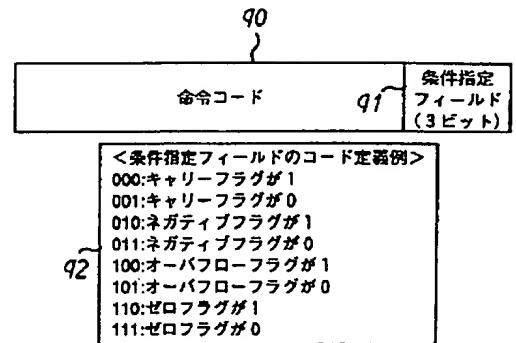 90
命令コード
91
条件指定
フィールド
(3ビット)
<条件指定フィールドのコード定義例>
000:キャリーフラグが1
001:キャリーフラグが0
010:ネガティブフラグが1
011:ネガティブフラグが0
92
100:オーバフローフラグが1
101:オーバフローフラグが0
110:ゼロフラグが1
111:ゼロフラグが0